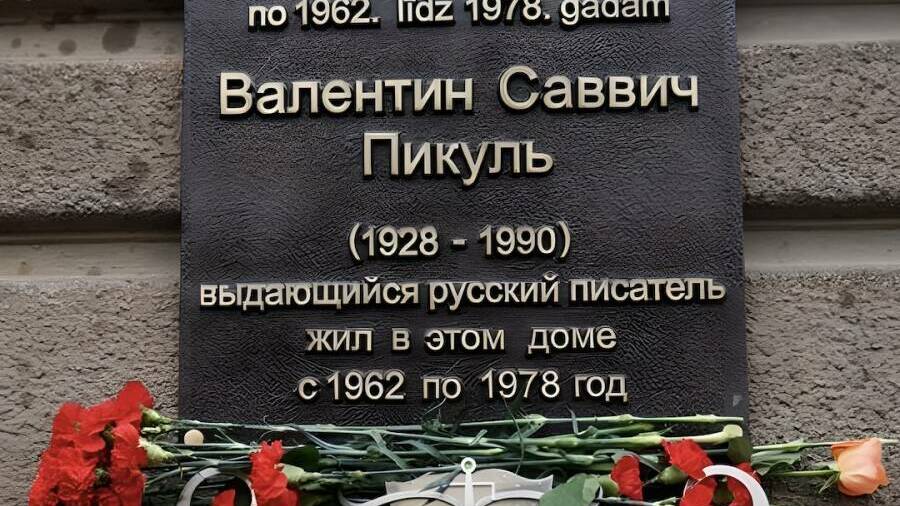 no 1962. līdz 1978. gadam
Валентин Саввич
Пикуль
(1928 - 1990)
выдающийся русский писатель
жил в этом доме
с 1962 по 1978 год